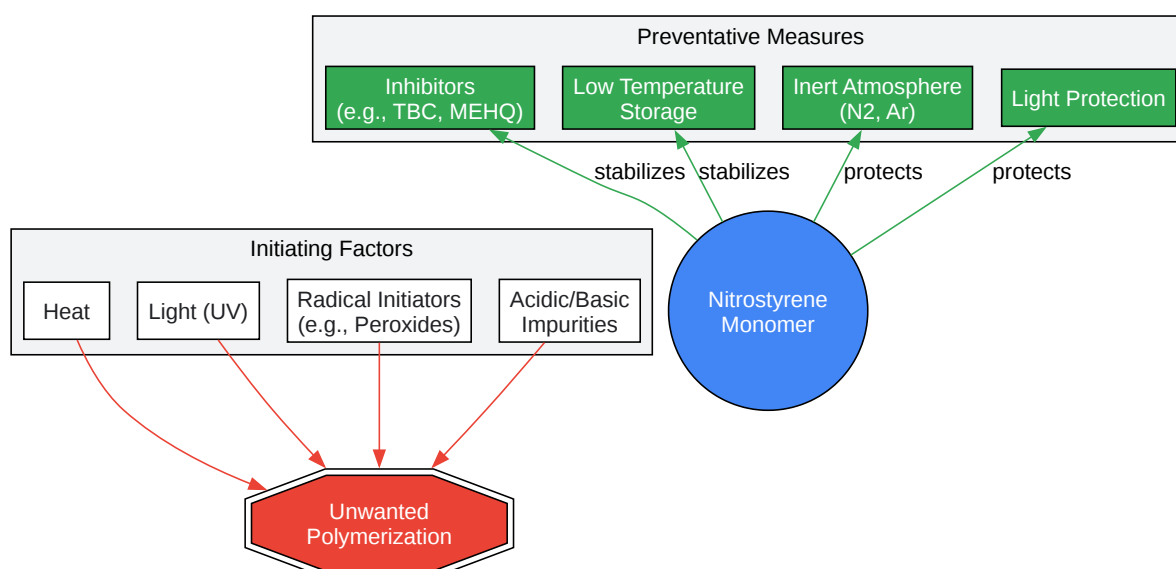 Preventative Measures
Inhibitors
(e.g., TBC, MEHQ)
Low Temperature
Storage
Inert Atmosphere
(N2, Ar)
Light Protection
stabilizes
stabilizes
protects
protects
Initiating Factors
Heat
Light (UV)
Radical Initiators
(e.g., Peroxides)
Acidic/Basic
Impurities
Nitrostyrene
Monomer
Unwanted
Polymerization